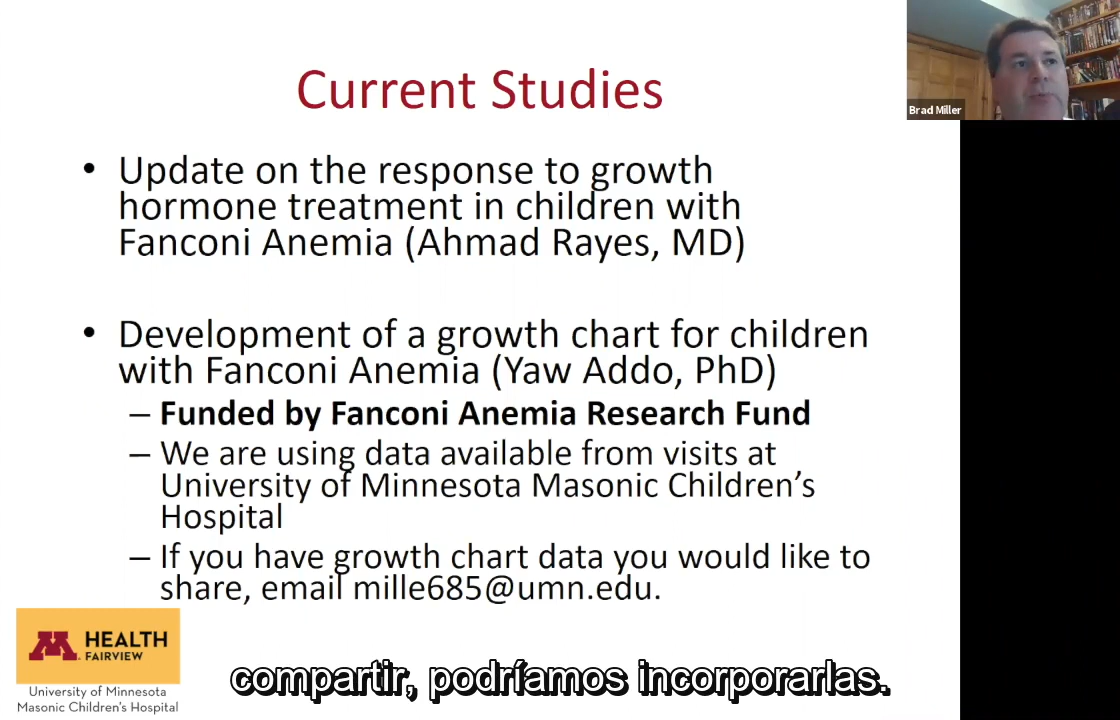 Brad Miller
Current Studies
• Update on the response to growth
hormone treatment in children with
Fanconi Anemia (Ahmad Rayes, MD)
• Development of a growth chart for children
with Fanconi Anemia (Yaw Addo, PhD)
– Funded by Fanconi Anemia Research Fund
– We are using data available from visits at
University of Minnesota Masonic Children’s
Hospital
– If you have growth chart data you would like to
share, email mille685@umn.edu.
M HEALTH
FAIRVIEW
University of Minnesota
Masonic Children's Hospital
compartir, podríamos incorporarlas.